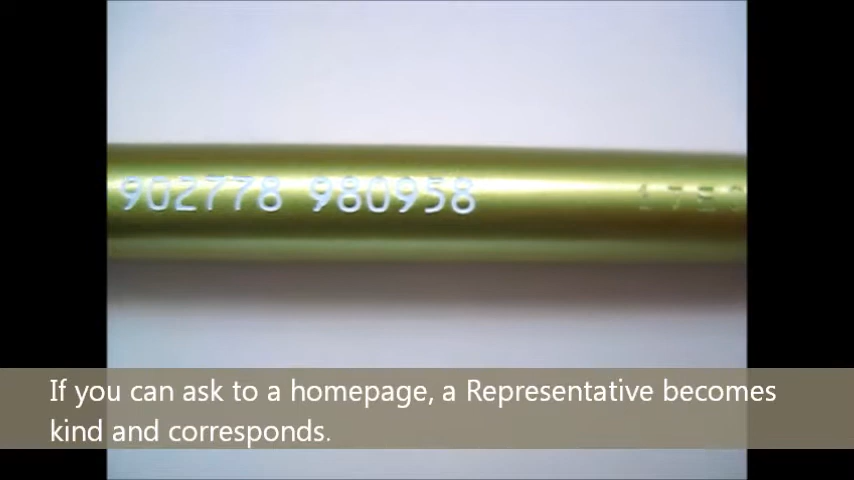 902778 980958
If you can ask to a homepage, a Representative becomes
kind and corresponds.